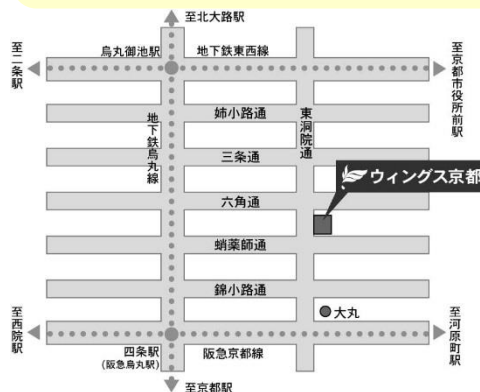 至北大路駅
烏丸御池駅
地下鉄東西線
至二条駅
至京都市役所前駅
地下鉄烏丸線
東洞院通
姉小路通
三条通
ウィングス京都
六角通
蛸薬師通
錦小路通
大丸
至西院駅
至河原町駅
四条駅
(阪急烏丸駅)
阪急京都線
至京都駅